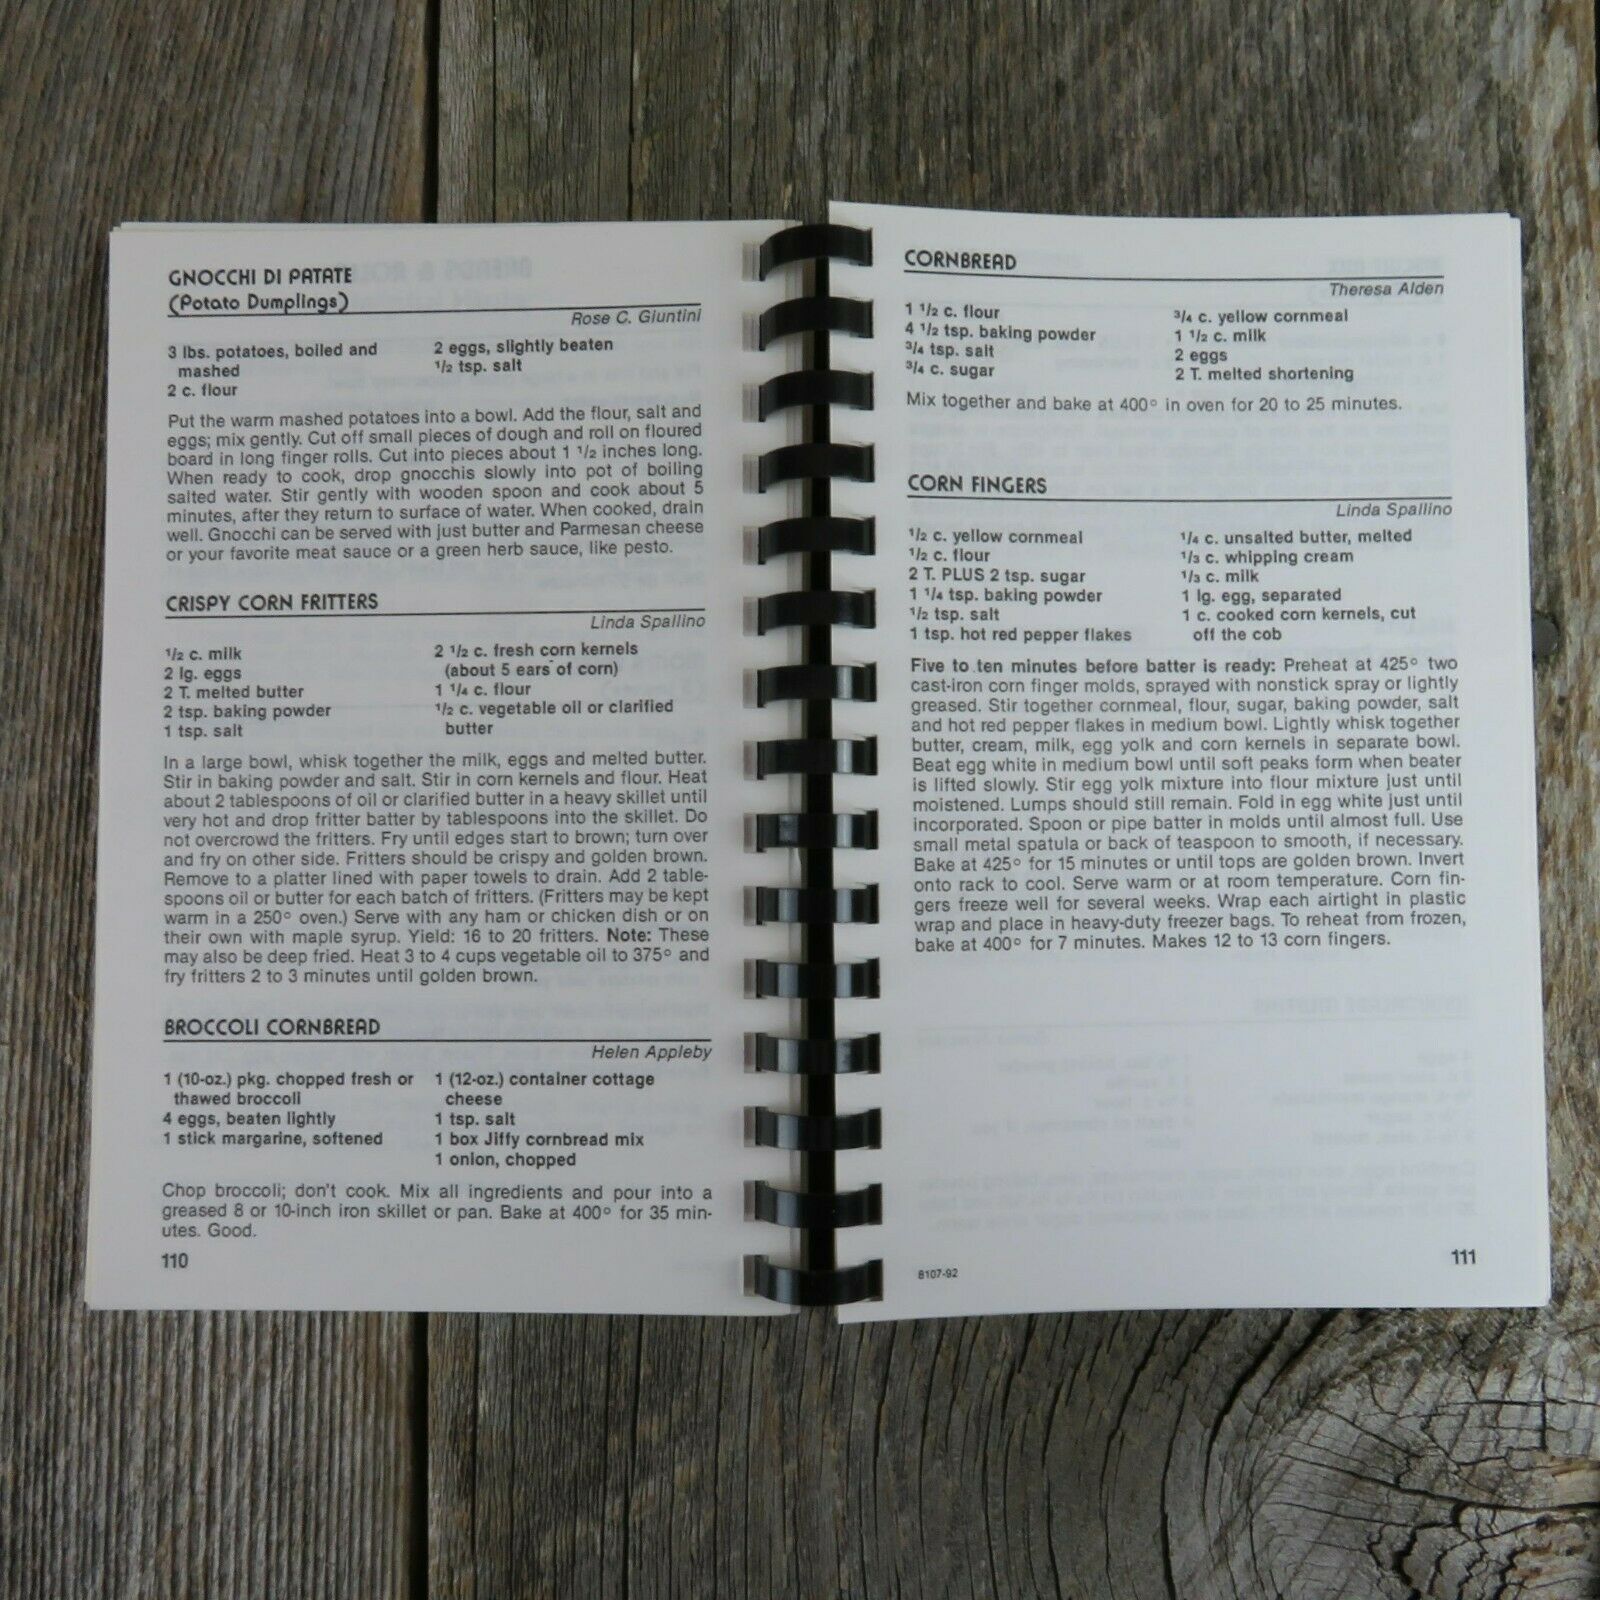 GNOCCHI DI PATATE
(Potato Dumplings)
Rose C. Giuntini
3 lbs. potatoes, boiled and
mashed
2 c. flour
2 eggs, slightly beaten
1/2 tsp. salt
Put the warm mashed potatoes into a bowl. Add the flour, salt and
eggs; mix gently. Cut off small pieces of dough and roll on floured
board in long finger rolls. Cut into pieces about 1 1/2 inches long.
When ready to cook, drop gnocchis slowly into pot of boiling
salted water. Stir gently with wooden spoon and cook about 5
minutes, after they return to surface of water. When cooked, drain
well. Gnocchi can be served with just butter and Parmesan cheese
or your favorite meat sauce or a green herb sauce, like pesto.
CRISPY CORN FRITTERS
Linda Spallino
1/2 c. milk
2 lg. eggs
2 T. melted butter
2 tsp. baking powder
1 tsp. salt
2 1/2 c. fresh corn kernels
(about 5 ears of corn)
1 1/4 c. flour
1/2 c. vegetable oil or clarified
butter
In a large bowl, whisk together the milk, eggs and melted butter.
Stir in baking powder and salt. Stir in corn kernels and flour. Heat
about 2 tablespoons of oil or clarified butter in a heavy skillet until
very hot and drop fritter batter by tablespoons into the skillet. Do
not overcrowd the fritters. Fry until edges start to brown; turn over
and fry on other side. Fritters should be crispy and golden brown.
Remove to a platter lined with paper towels to drain. Add 2 table-
spoons oil or butter for each batch of fritters. (Fritters may be kept
warm in a 250° oven.) Serve with any ham or chicken dish or on
their own with maple syrup. Yield: 16 to 20 fritters. Note: These
may also be deep fried. Heat 3 to 4 cups vegetable oil to 375° and
fry fritters 2 to 3 minutes until golden brown.
BROCCOLI CORNBREAD
Helen Appleby
1 (10-oz.) pkg. chopped fresh or
thawed broccoli
4 eggs, beaten lightly
1 stick margarine, softened
1 (12-oz.) container cottage
cheese
1 tsp. salt
1 box Jiffy cornbread mix
1 onion, chopped
Chop broccoli; don't cook. Mix all ingredients and pour into a
greased 8 or 10-inch iron skillet or pan. Bake at 400° for 35 min-
utes. Good.
110
CORNBREAD
Theresa Alden
1 1/2 c. flour
4 1/2 tsp. baking powder
3/4 tsp. salt
3/4 c. sugar
3/4 c. yellow cornmeal
1 1/2 c. milk
2 eggs
2 T. melted shortening
Mix together and bake at 400° in oven for 20 to 25 minutes.
CORN FINGERS
Linda Spallino
1/2 c. yellow cornmeal
1/2 c. flour
2 T. PLUS 2 tsp. sugar
1 1/4 tsp. baking powder
1/2 tsp. salt
1 tsp. hot red pepper flakes
1/4 c. unsalted butter, melted
1/3 c. whipping cream
1/3 c. milk
1 lg. egg, separated
1 c. cooked corn kernels, cut
off the cob
Five to ten minutes before batter is ready: Preheat at 425° two
cast-iron corn finger molds, sprayed with nonstick spray or lightly
greased. Stir together cornmeal, flour, sugar, baking powder, salt
and hot red pepper flakes in medium bowl. Lightly whisk together
butter, cream, milk, egg yolk and corn kernels in separate bowl.
Beat egg white in medium bowl until soft peaks form when beater
is lifted slowly. Stir egg yolk mixture into flour mixture just until
moistened. Lumps should still remain. Fold in egg white just until
incorporated. Spoon or pipe batter in molds until almost full. Use
small metal spatula or back of teaspoon to smooth, if necessary.
Bake at 425° for 15 minutes or until tops are golden brown. Invert
onto rack to cool. Serve warm or at room temperature. Corn fin-
gers freeze well for several weeks. Wrap each airtight in plastic
wrap and place in heavy-duty freezer bags. To reheat from frozen,
bake at 400° for 7 minutes. Makes 12 to 13 corn fingers.
8107-92
111